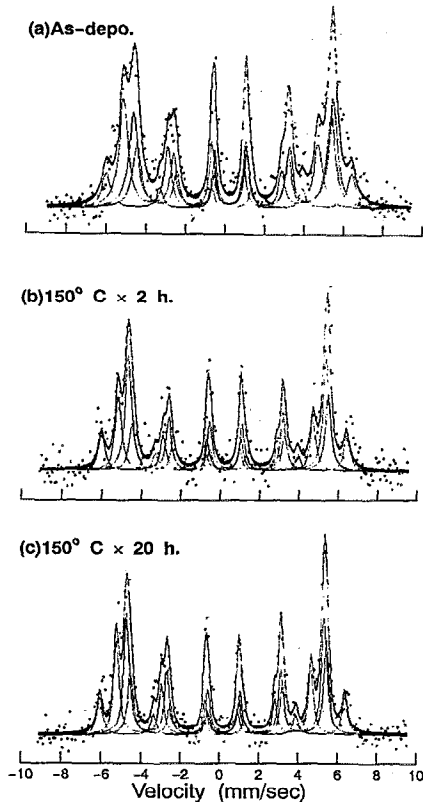 (a)As-depo.
(b)150° C × 2 h.
(c)150° C × 20 h.
-10 -8 -6 -4 -2 0 2 4 6 8 10
Velocity (mm/sec)